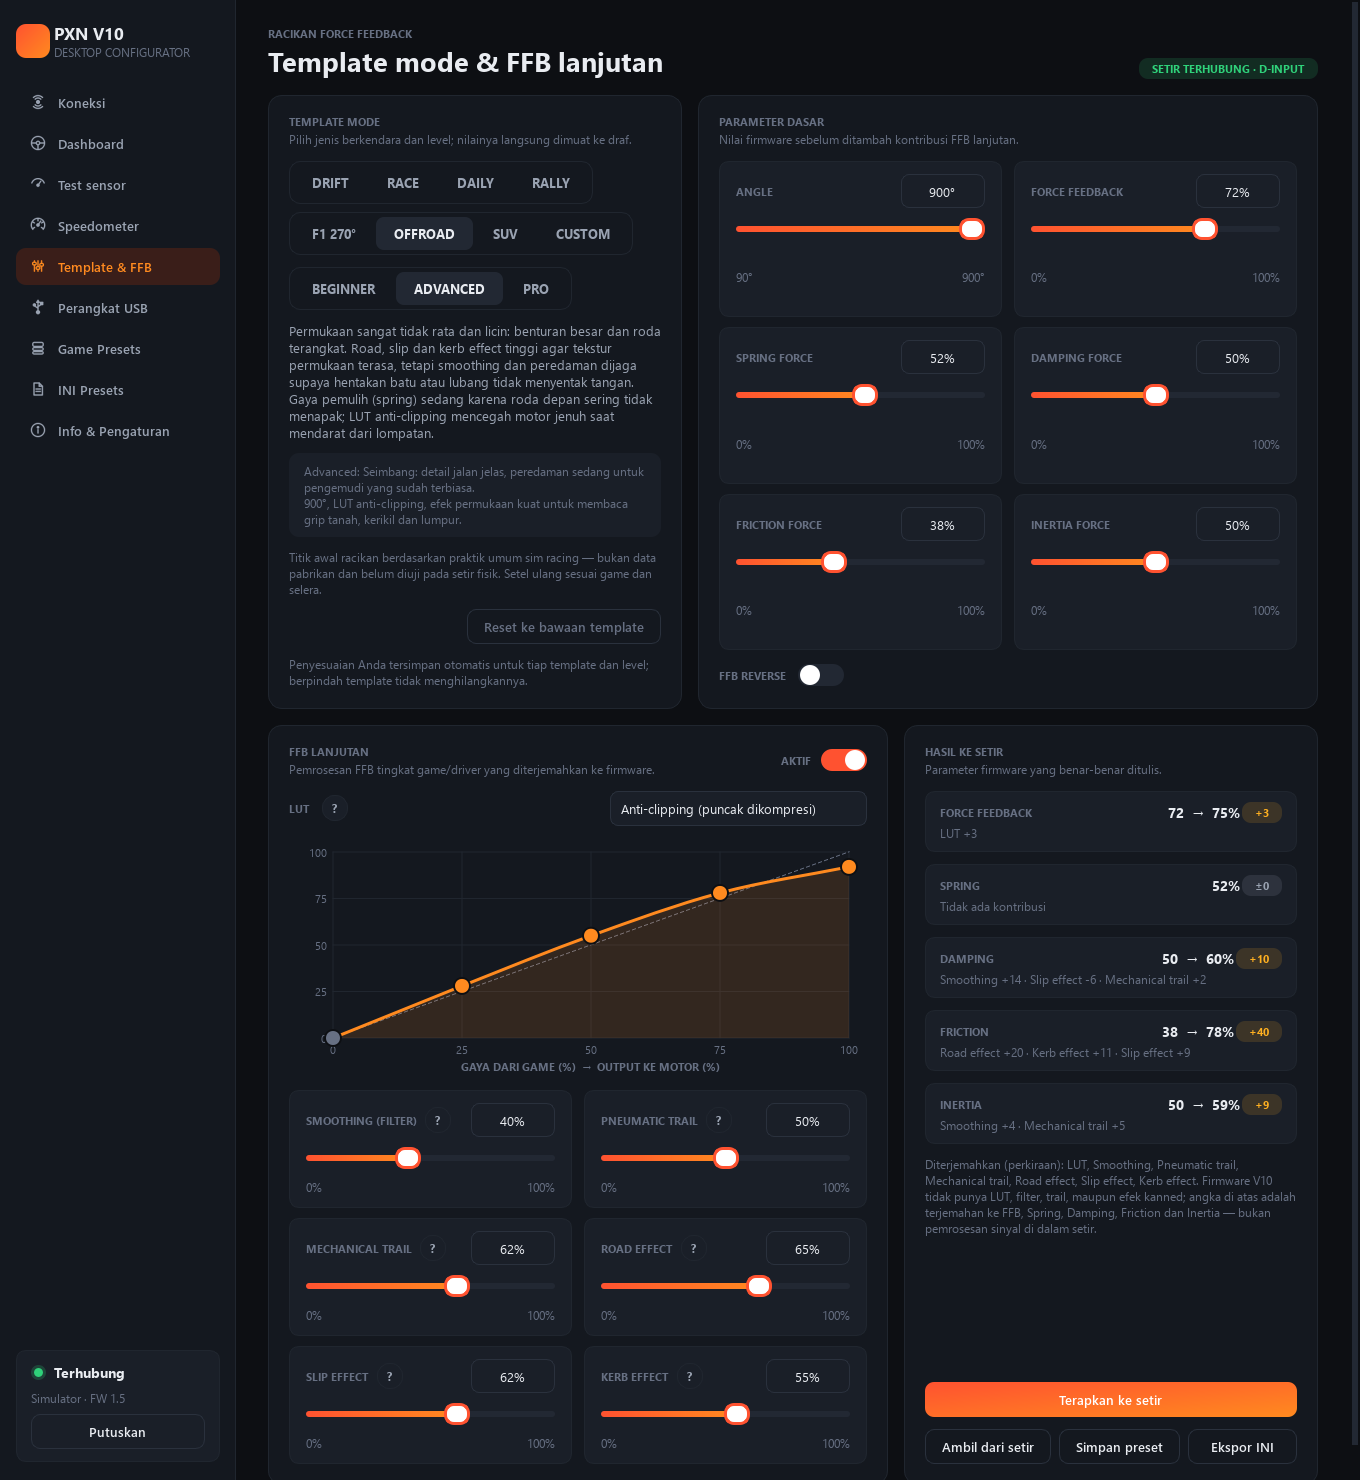 PXN V10
DESKTOP CONFIGURATOR
Koneksi
Dashboard
Test sensor
Speedometer
Template & FFB
Perangkat USB
Game Presets
INI Presets
Info & Pengaturan
Terhubung
Simulator · FW 1.5
Putuskan
RACIKAN FORCE FEEDBACK
Template mode & FFB lanjutan
SETIR TERHUBUNG · D-INPUT
TEMPLATE MODE
Pilih jenis berkendara dan level; nilainya langsung dimuat ke draf.
DRIFT RACE DAILY RALLY
F1 270° OFFROAD SUV CUSTOM
BEGINNER ADVANCED PRO
Permukaan sangat tidak rata dan licin: benturan besar dan roda
terangkat. Road, slip dan kerb effect tinggi agar tekstur
permukaan terasa, tetapi smoothing dan peredaman dijaga
supaya hentakan batu atau lubang tidak menyentak tangan.
Gaya pemulih (spring) sedang karena roda depan sering tidak
menapak; LUT anti-clipping mencegah motor jenuh saat
mendarat dari lompatan.
Advanced: Seimbang: detail jalan jelas, peredaman sedang untuk
pengemudi yang sudah terbiasa.
900°, LUT anti-clipping, efek permukaan kuat untuk membaca
grip tanah, kerikil dan lumpur.
Titik awal racikan berdasarkan praktik umum sim racing — bukan data
pabrikan dan belum diuji pada setir fisik. Setel ulang sesuai game dan
selera.
Reset ke bawaan template
Penyesuaian Anda tersimpan otomatis untuk tiap template dan level;
berpindah template tidak menghilangkannya.
PARAMETER DASAR
Nilai firmware sebelum ditambah kontribusi FFB lanjutan.
ANGLE 900°
90° 900°
FORCE FEEDBACK 72%
0% 100%
SPRING FORCE 52%
0% 100%
DAMPING FORCE 50%
0% 100%
FRICTION FORCE 38%
0% 100%
INERTIA FORCE 50%
0% 100%
FFB REVERSE
FFB LANJUTAN
Pemrosesan FFB tingkat game/driver yang diterjemahkan ke firmware.
AKTIF
LUT ?
Anti-clipping (puncak dikompresi)
100
75
50
25
0
0 25 50 75 100
GAYA DARI GAME (%) → OUTPUT KE MOTOR (%)
SMOOTHING (FILTER) ? 40%
0% 100%
PNEUMATIC TRAIL ? 50%
0% 100%
MECHANICAL TRAIL ? 62%
0% 100%
ROAD EFFECT ? 65%
0% 100%
SLIP EFFECT ? 62%
0% 100%
KERB EFFECT ? 55%
0% 100%
HASIL KE SETIR
Parameter firmware yang benar-benar ditulis.
FORCE FEEDBACK 72 → 75% +3
LUT +3
SPRING 52% ±0
Tidak ada kontribusi
DAMPING 50 → 60% +10
Smoothing +14 · Slip effect -6 · Mechanical trail +2
FRICTION 38 → 78% +40
Road effect +20 · Kerb effect +11 · Slip effect +9
INERTIA 50 → 59% +9
Smoothing +4 · Mechanical trail +5
Diterjemahkan (perkiraan): LUT, Smoothing, Pneumatic trail,
Mechanical trail, Road effect, Slip effect, Kerb effect. Firmware V10
tidak punya LUT, filter, trail, maupun efek kanned; angka di atas adalah
terjemahan ke FFB, Spring, Damping, Friction dan Inertia — bukan
pemrosesan sinyal di dalam setir.
Terapkan ke setir
Ambil dari setir
Simpan preset
Ekspor INI